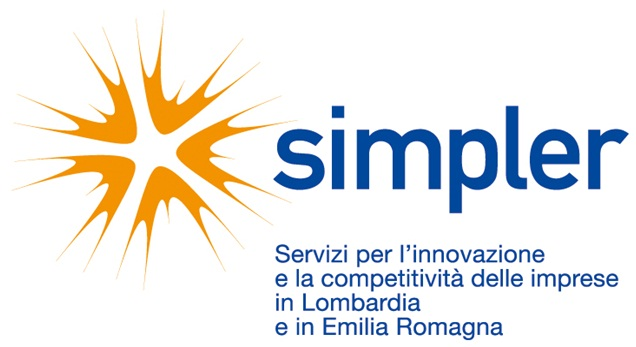 simpler
Servizi per l'innovazione
e la competitività delle imprese
in Lombardia
e in Emilia Romagna